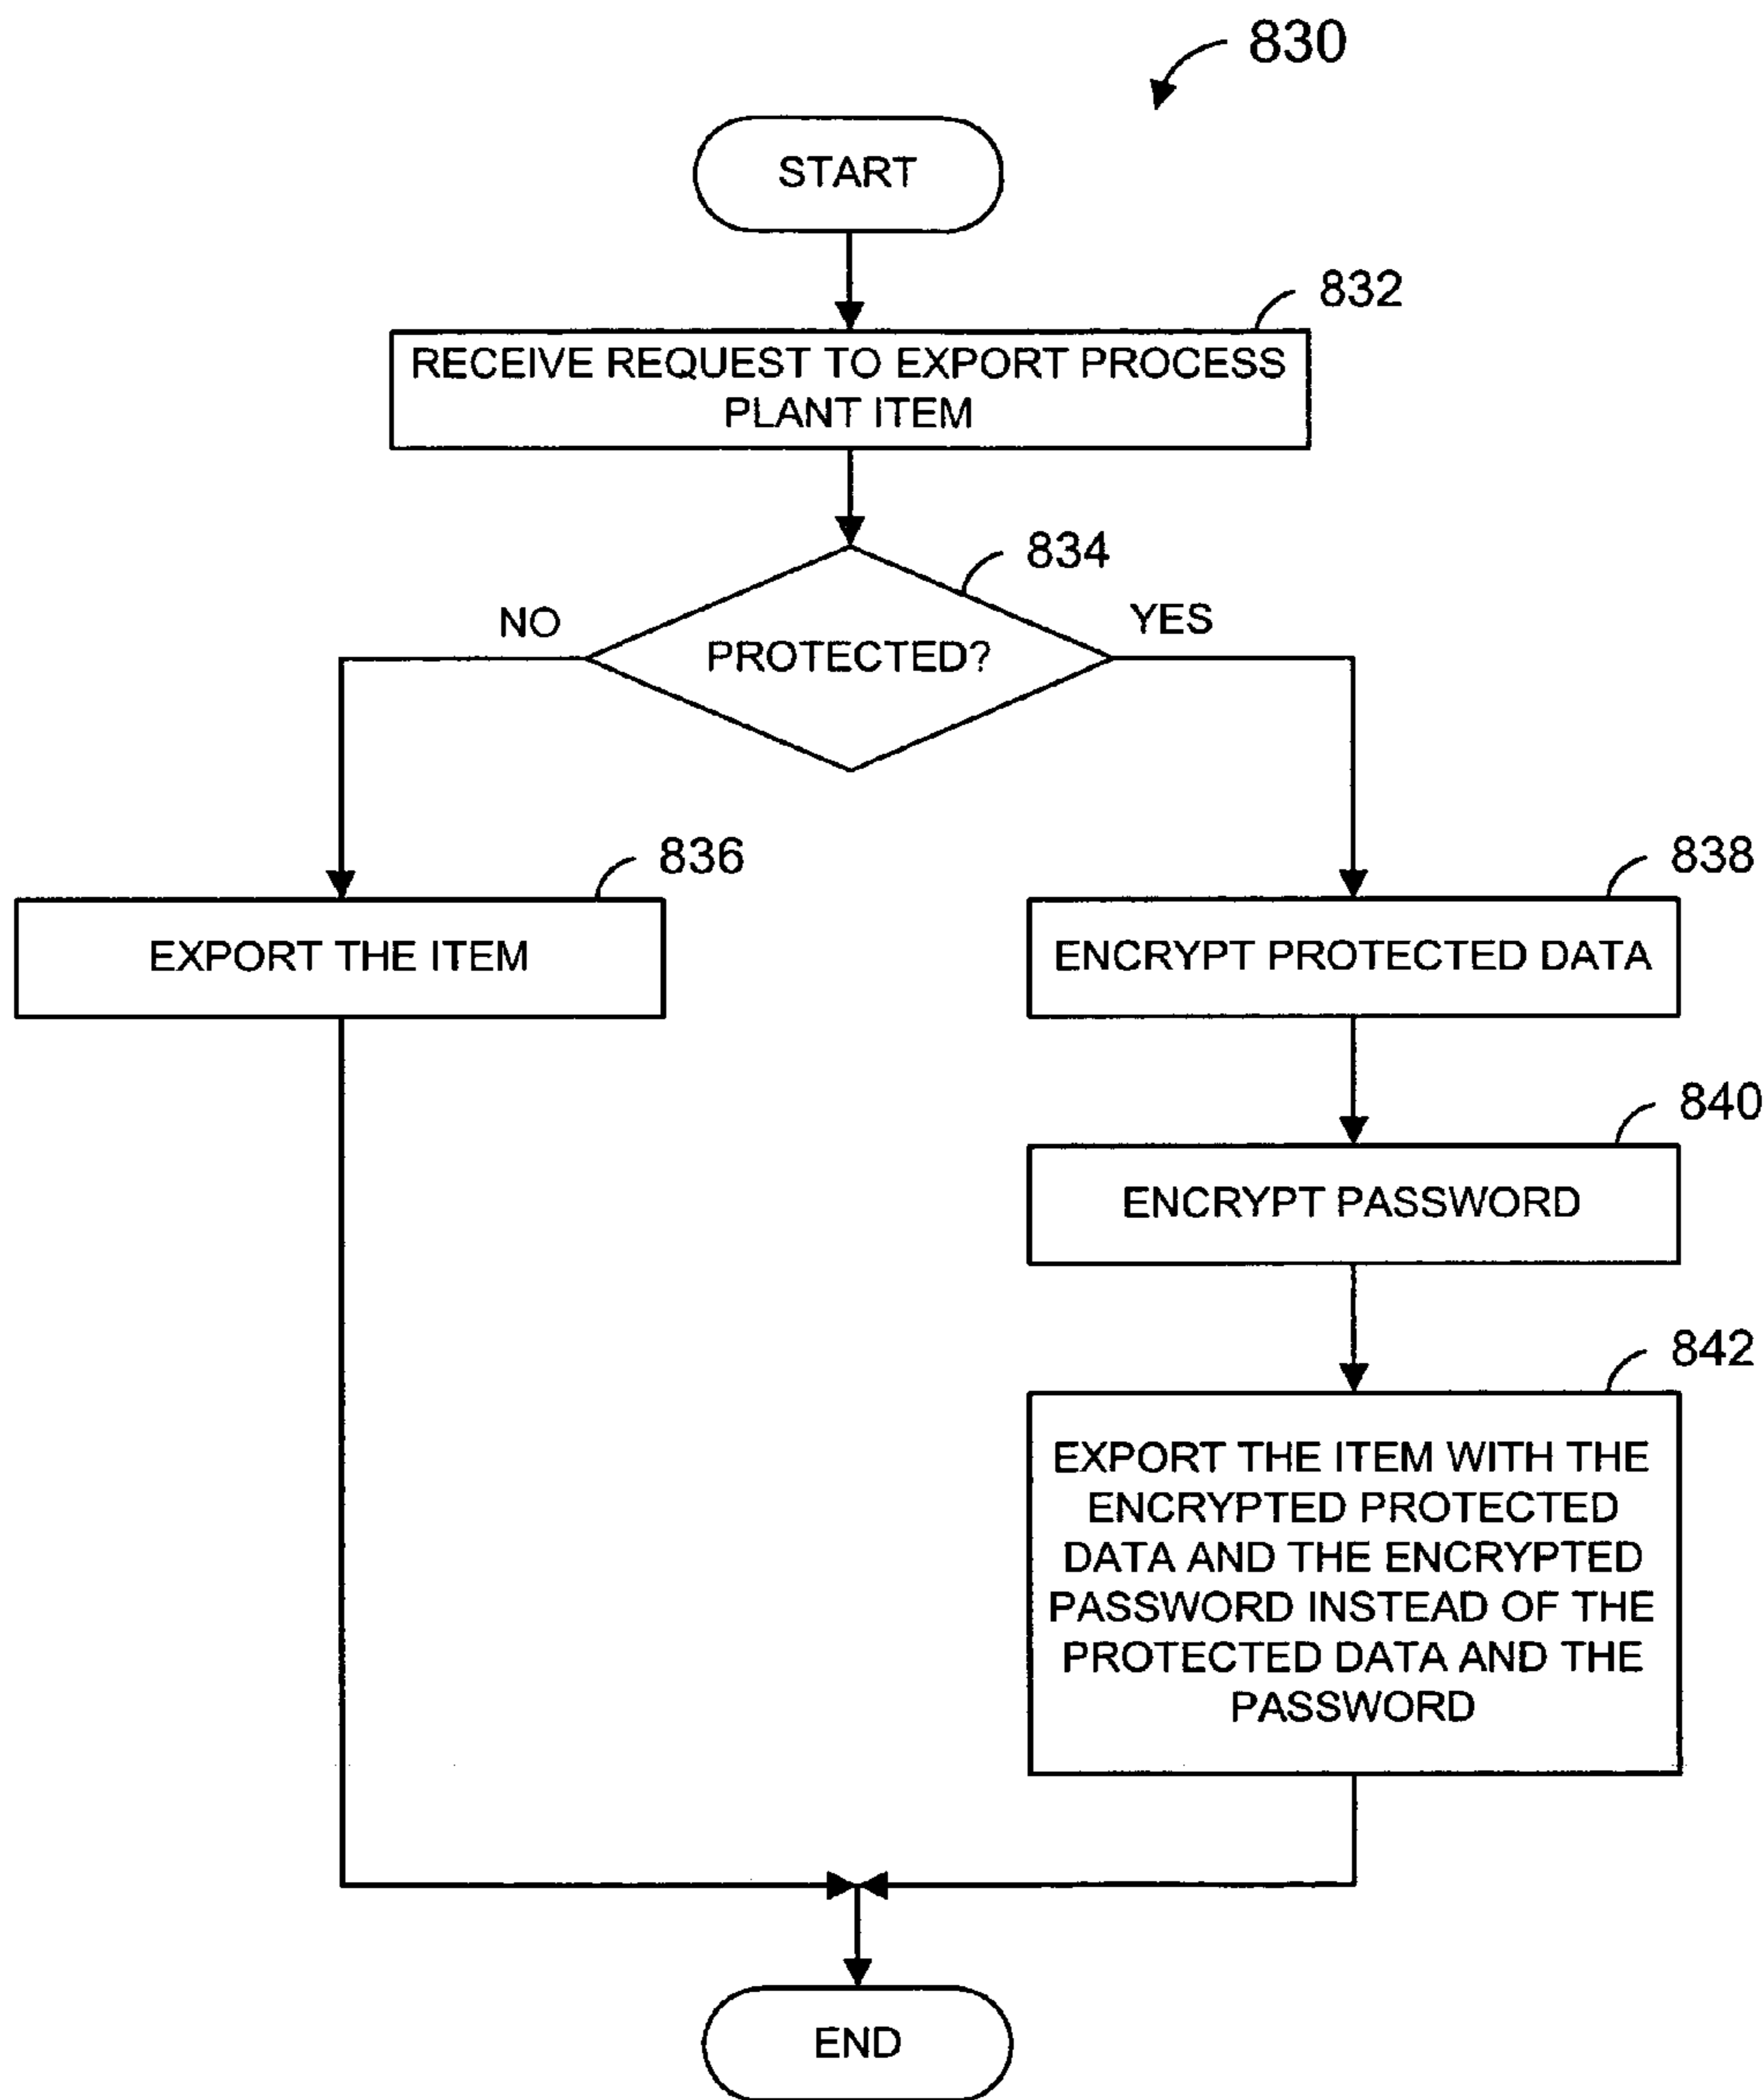 830
START
832
RECEIVE REQUEST TO EXPORT PROCESS
PLANT ITEM
834
NO
YES
PROTECTED?
836
838
EXPORT THE ITEM
ENCRYPT PROTECTED DATA
840
ENCRYPT PASSWORD
842
EXPORT THE ITEM WITH THE
ENCRYPTED PROTECTED
DATA AND THE ENCRYPTED
PASSWORD INSTEAD OF THE
PROTECTED DATA AND THE
PASSWORD
END